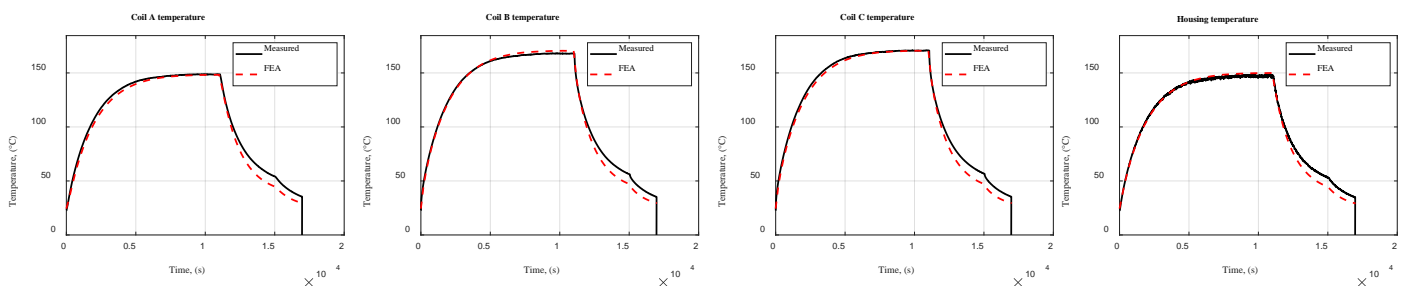 Coil A temperature
Measured
FEA
150
100
50
0
0
0.5
1
1.5
2
Temperature, (°C)
Time, (s)
× 10 4
Coil B temperature
Measured
FEA
150
100
50
0
0
0.5
1
1.5
2
Temperature, (°C)
Time, (s)
× 10 4
Coil C temperature
Measured
FEA
150
100
50
0
0
0.5
1
1.5
2
Temperature, (°C)
Time, (s)
× 10 4
Housing temperature
Measured
FEA
150
100
50
0
0
0.5
1
1.5
2
Temperature, (°C)
Time, (s)
× 10 4